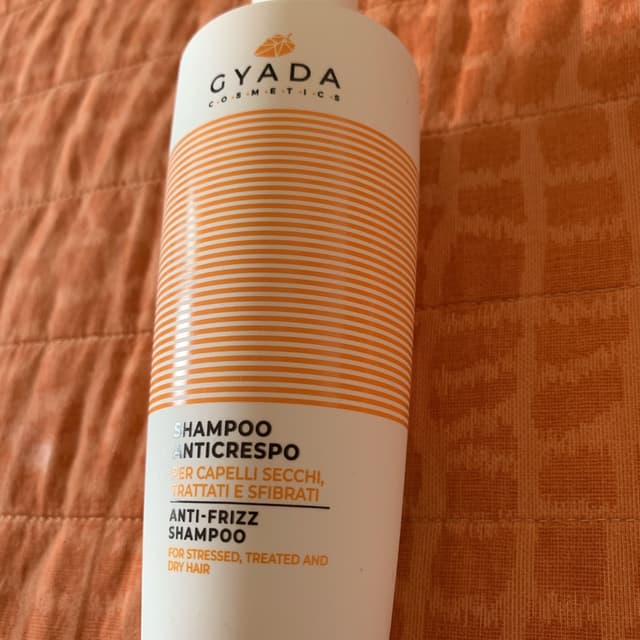 GYADA
COSMETICS
SHAMPOO
ANTICRESPO
PER CAPELLI SECCHI,
TRATTATI E SFIBRATI
ANTI-FRIZZ
SHAMPOO
FOR STRESSED, TREATED AND
DRY HAIR